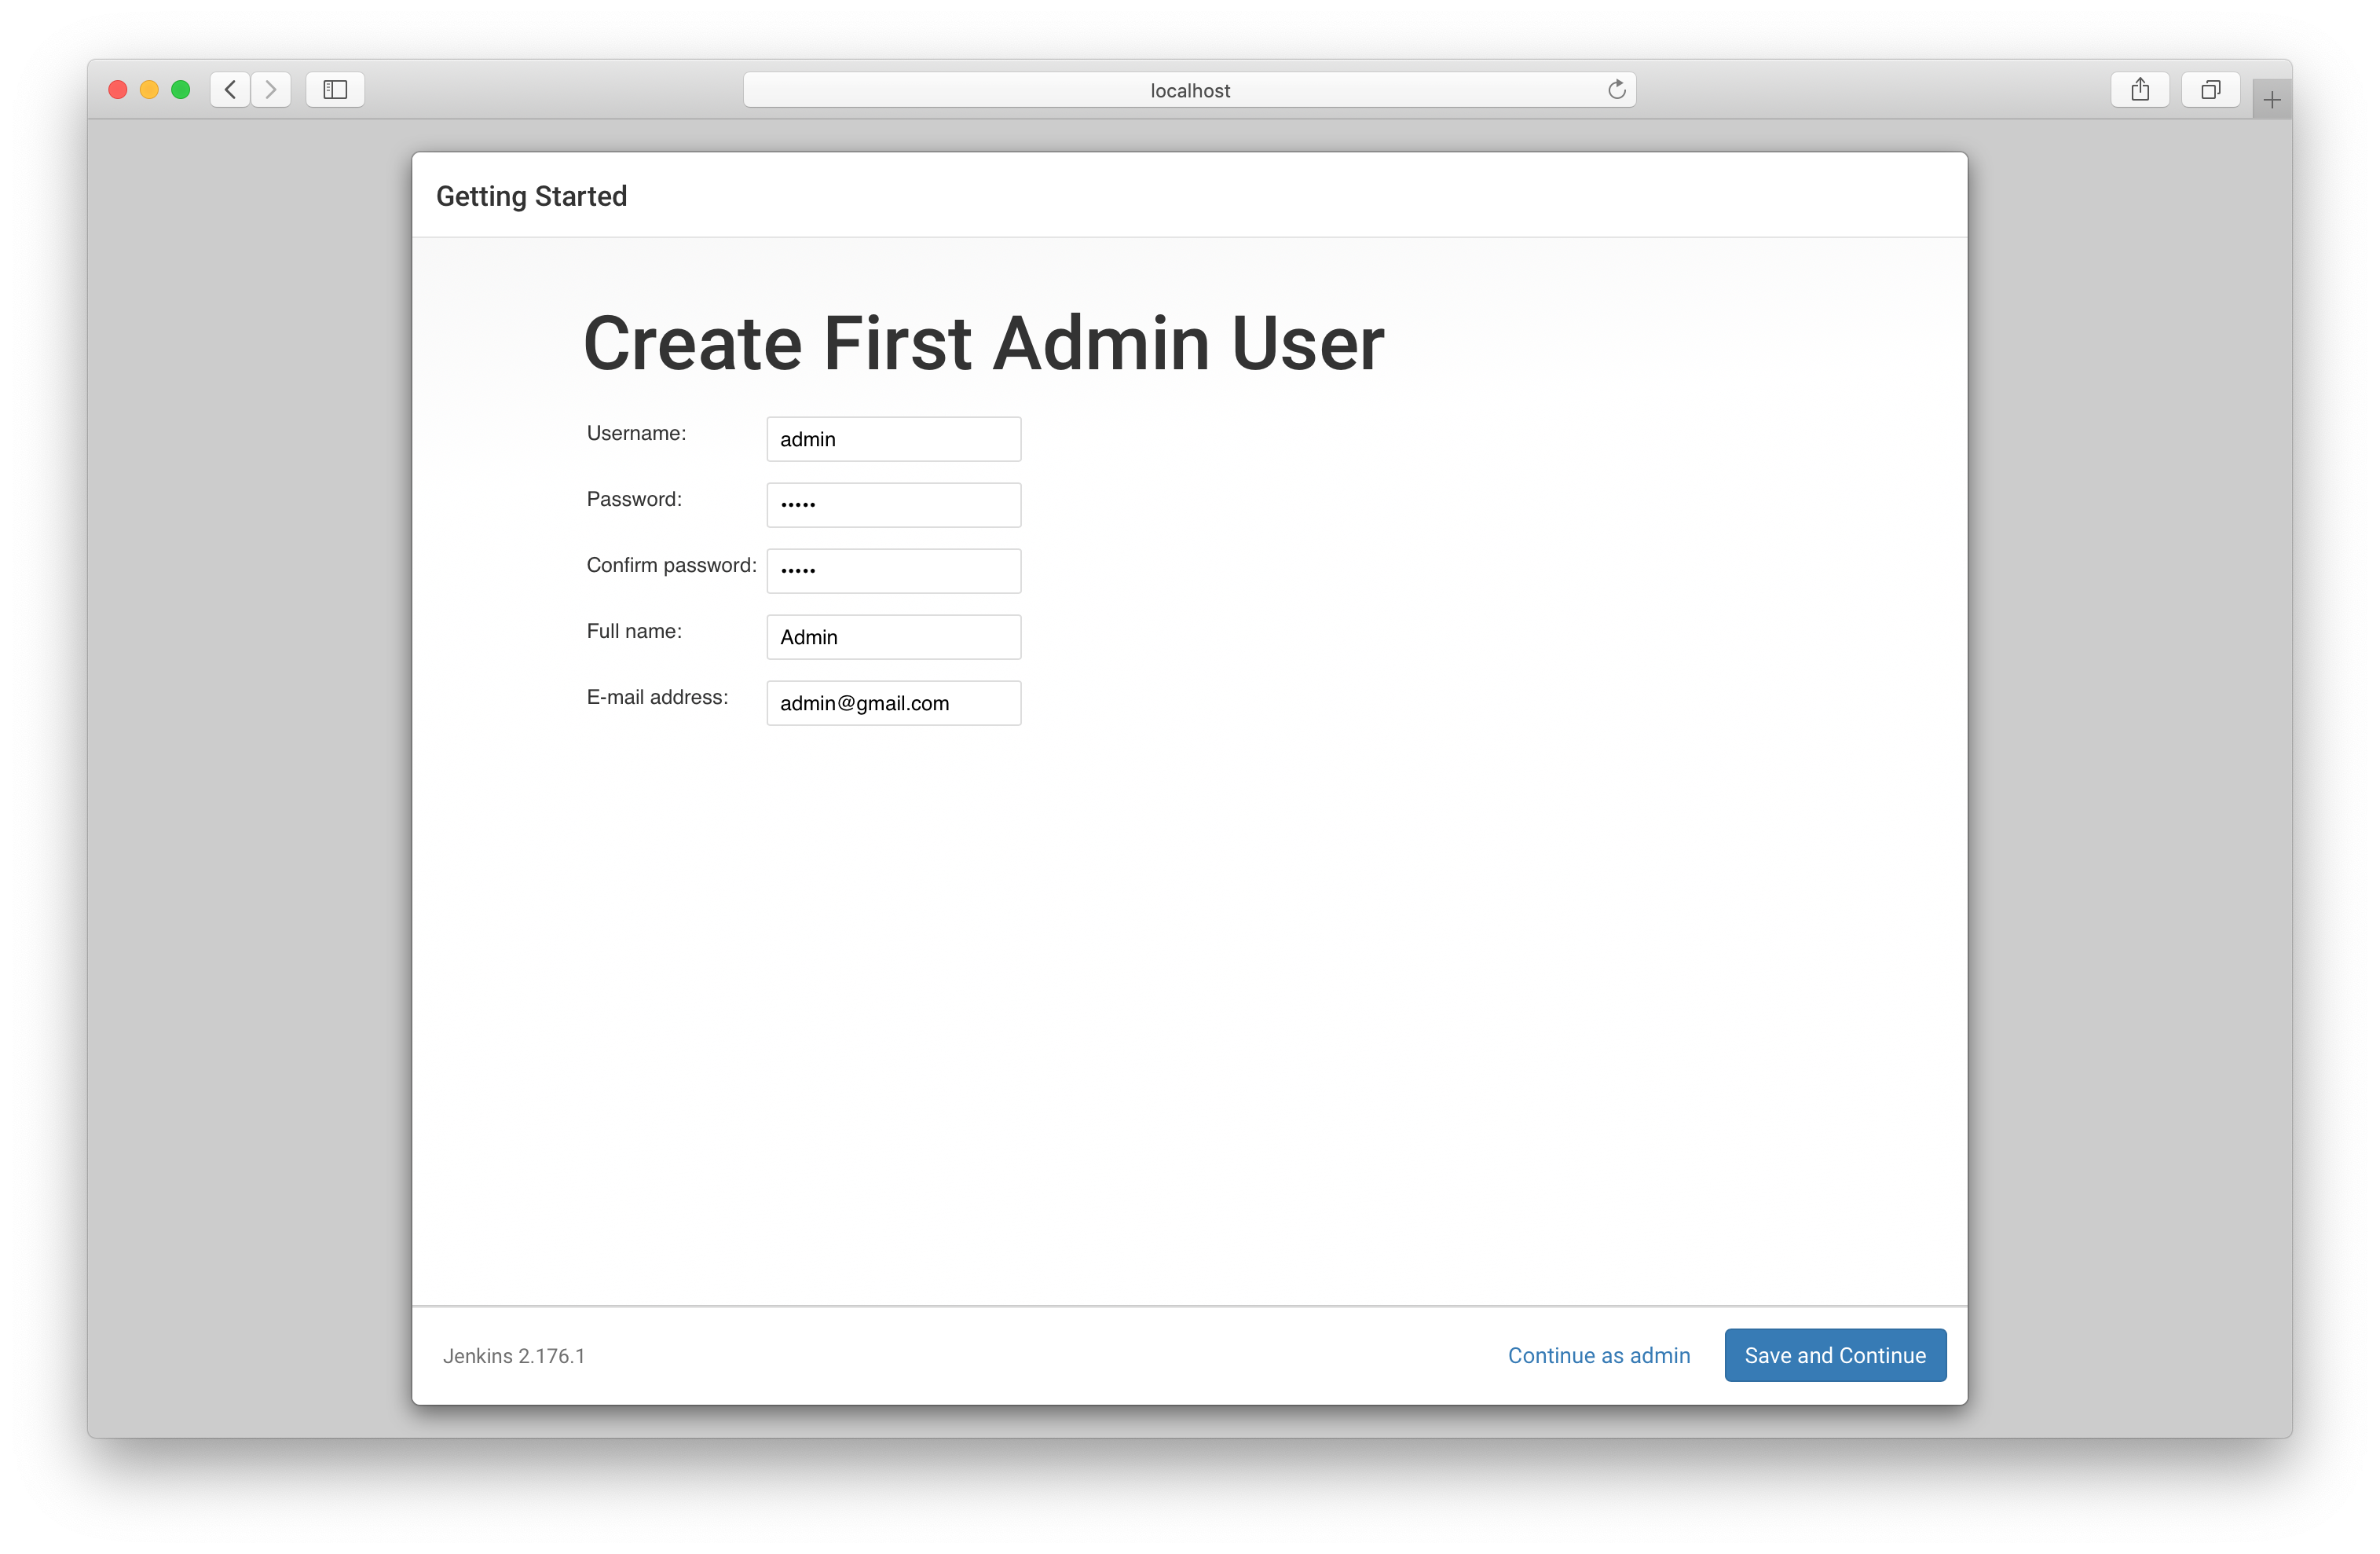 localhost
Getting Started
Create First Admin User
Username: admin
Password: •••••
Confirm password: •••••
Full name: Admin
E-mail address: admin@gmail.com
Jenkins 2.176.1 Continue as admin Save and Continue